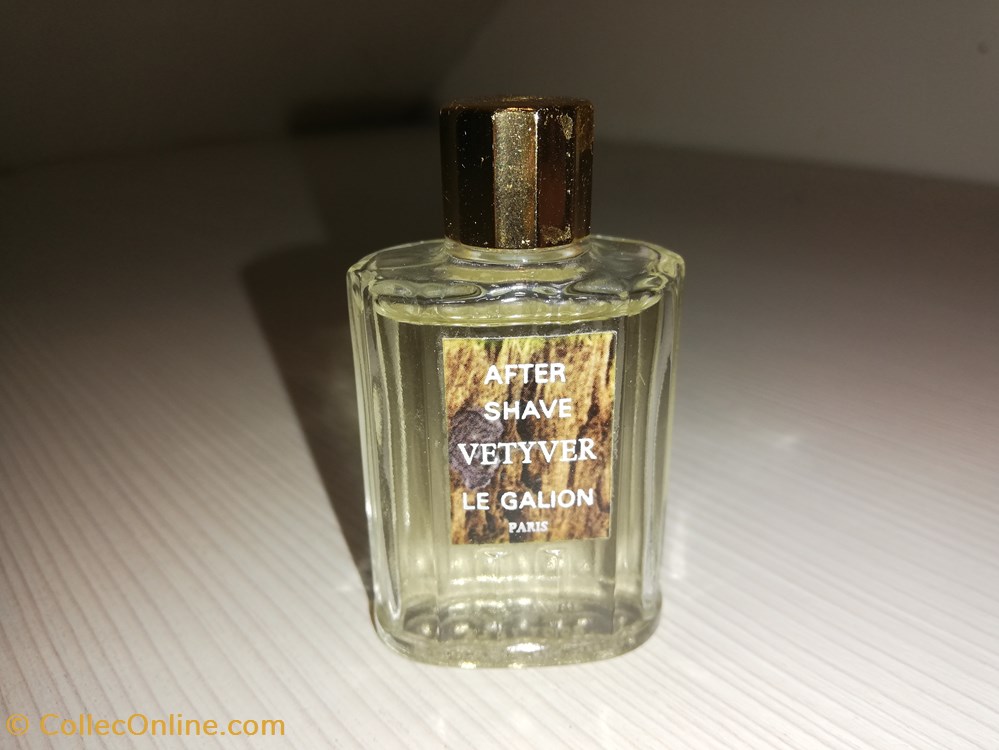 AFTER
SHAVE
VETYVER
LE GALION
PARIS
© CollecOnline.com